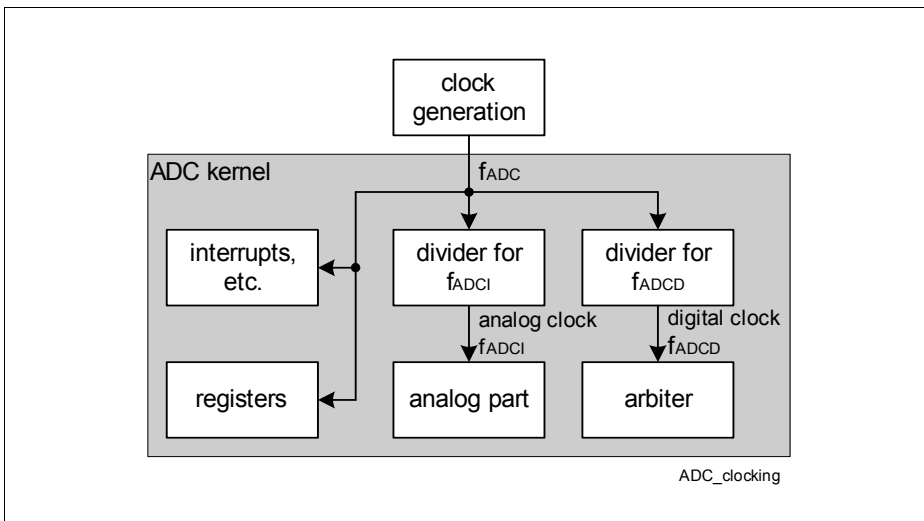 clock
generation
ADC kernel
fADC
interrupts,
etc.
divider for
fADCI
divider for
fADCD
analog clock
fADCI
digital clock
fADCD
registers
analog part
arbiter
ADC_clocking